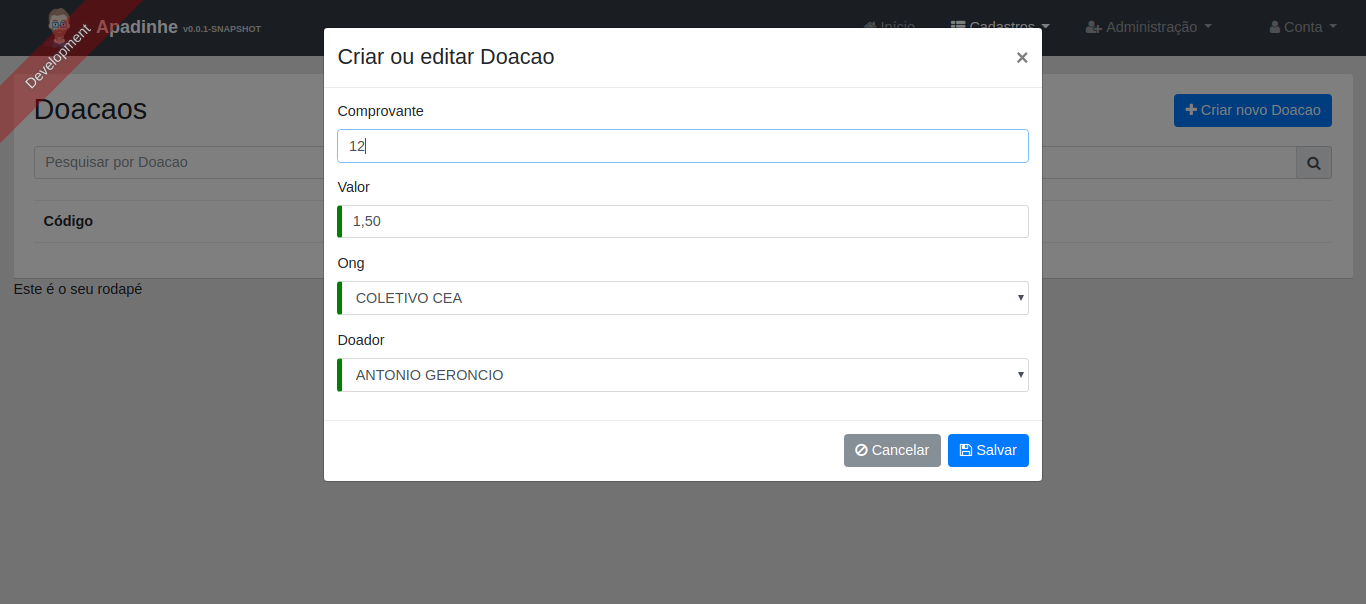 Development
Apadinhe v0.0.1-SNAPSHOT
Início
Cadastros
Administração
Conta
Criar ou editar Doacao
×
Comprovante
12
Valor
1,50
Ong
COLETIVO CEA
Doador
ANTONIO GERONCIO
Cancelar
Salvar
Doacaos
Criar novo Doacao
Pesquisar por Doacao
Código
Este é o seu rodapé